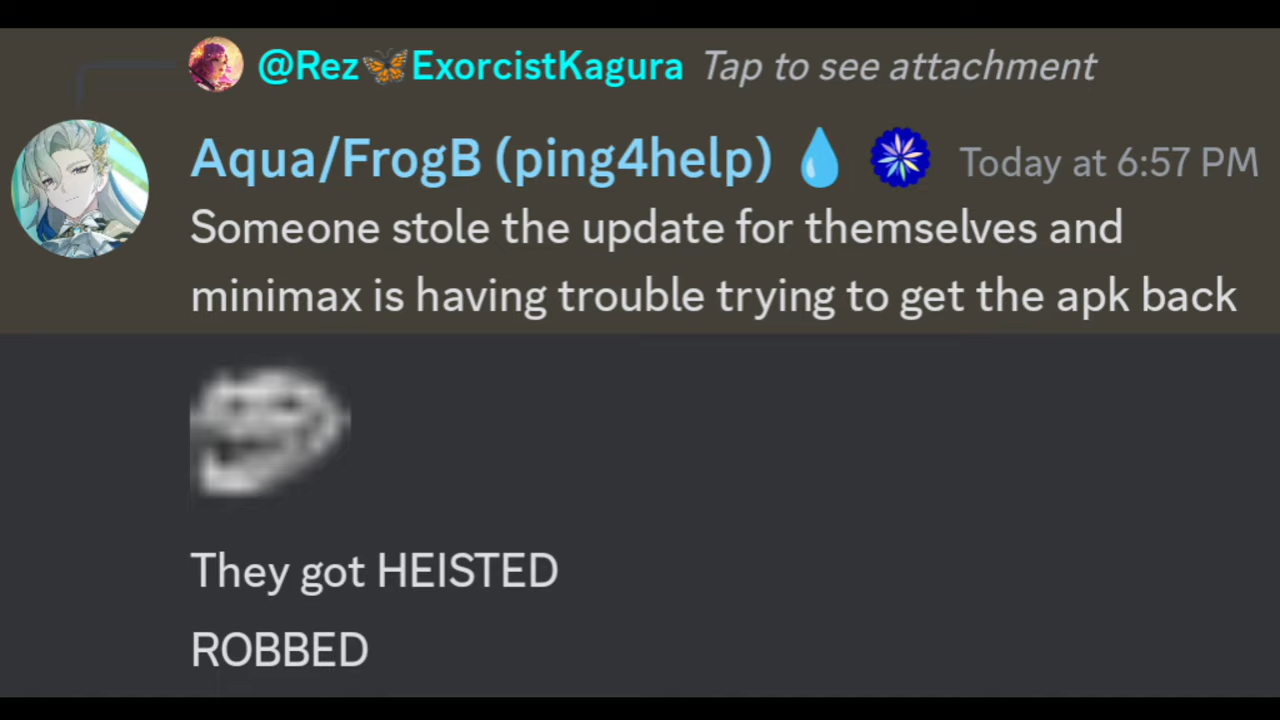 @Rez🦋ExorcistKagura Tap to see attachment
Aqua/FrogB (ping4help) 💧 Today at 6:57 PM
Someone stole the update for themselves and
minimax is having trouble trying to get the apk back
They got HEISTED
ROBBED